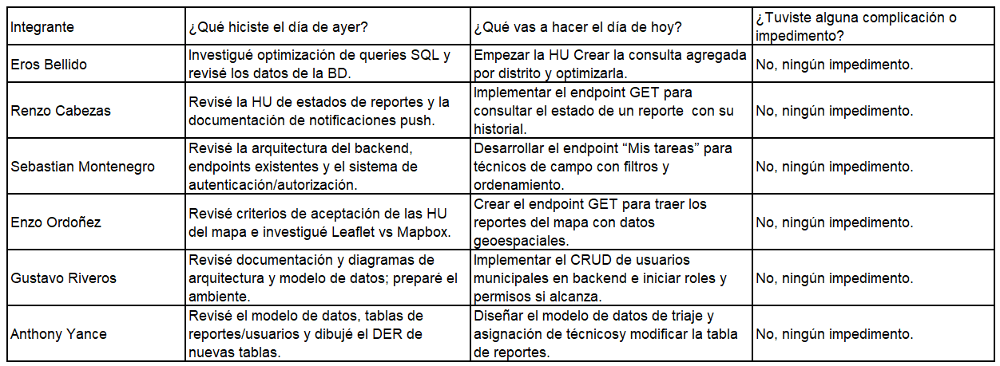 Integrante
¿Qué hiciste el día de ayer?
¿Qué vas a hacer el día de hoy?
¿Tuviste alguna complicación o
impedimento?
Eros Bellido
Investigué optimización de queries SQL y
revisé los datos de la BD.
Empezar la HU Crear la consulta agregada
por distrito y optimizarla.
No, ningún impedimento.
Renzo Cabezas
Revisé la HU de estados de reportes y la
documentación de notificaciones push.
Implementar el endpoint GET para
consultar el estado de un reporte  con su
historial.
No, ningún impedimento.
Sebastian Montenegro
Revisé la arquitectura del backend,
endpoints existentes y el sistema de
autenticación/autorización.
Desarrollar el endpoint “Mis tareas” para
técnicos de campo con filtros y
ordenamiento.
No, ningún impedimento.
Enzo Ordoñez
Revisé criterios de aceptación de las HU
del mapa e investigué Leaflet vs Mapbox.
Crear el endpoint GET para traer los
reportes del mapa con datos
geoespaciales.
No, ningún impedimento.
Gustavo Riveros
Revisé documentación y diagramas de
arquitectura y modelo de datos; preparé el
ambiente.
Implementar el CRUD de usuarios
municipales en backend e iniciar roles y
permisos si alcanza.
No, ningún impedimento.
Anthony Yance
Revisé el modelo de datos, tablas de
reportes/usuarios y dibujé el DER de
nuevas tablas.
Diseñar el modelo de datos de triaje y
asignación de técnicosy modificar la tabla
de reportes.
No, ningún impedimento.